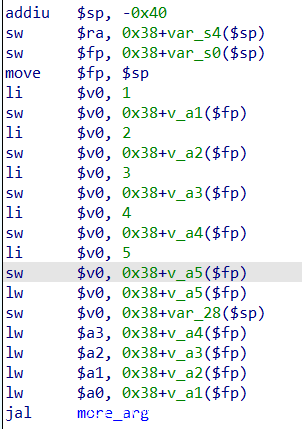 addiu $sp, -0x40
sw $ra, 0x38+var_s4($sp)
sw $fp, 0x38+var_s0($sp)
move $fp, $sp
li $v0, 1
sw $v0, 0x38+v_a1($fp)
li $v0, 2
sw $v0, 0x38+v_a2($fp)
li $v0, 3
sw $v0, 0x38+v_a3($fp)
li $v0, 4
sw $v0, 0x38+v_a4($fp)
li $v0, 5
sw $v0, 0x38+v_a5($fp)
lw $v0, 0x38+v_a5($fp)
sw $v0, 0x38+var_28($sp)
lw $a3, 0x38+v_a4($fp)
lw $a2, 0x38+v_a3($fp)
lw $a1, 0x38+v_a2($fp)
lw $a0, 0x38+v_a1($fp)
jal more_arg